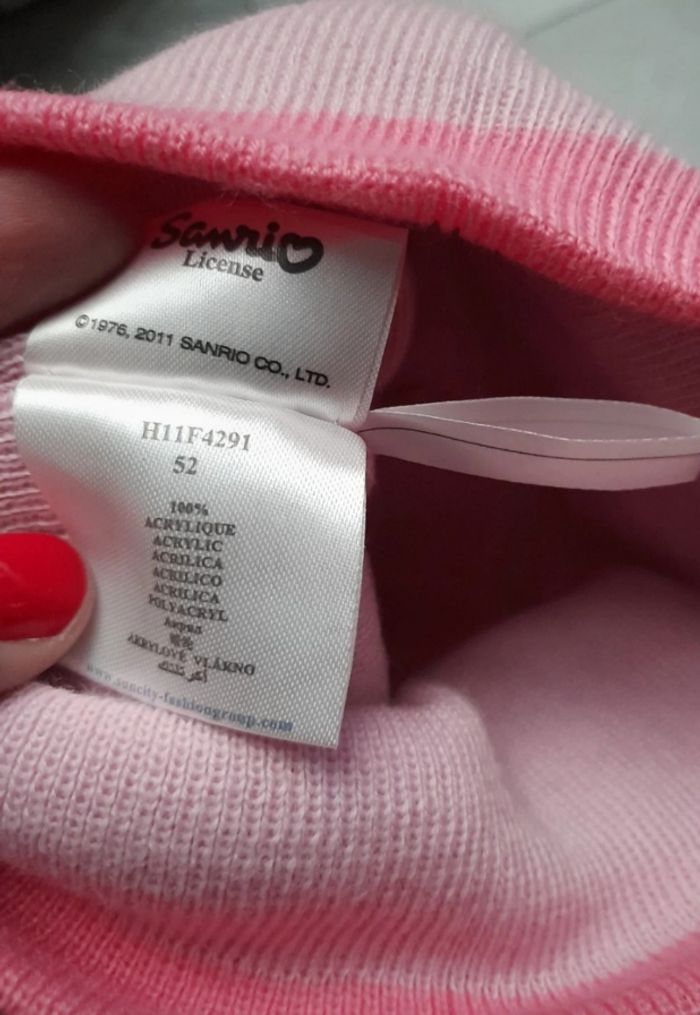 Sanrio
License
©1976, 2011 SANRIO CO., LTD.
H11F4291
52
100%
ACRYLIQUE
ACRYLIC
ACRILICA
ACRILICO
ACRILICA
POLYACRYL
Акрил
AKRYLOVÉ VLÁKNO
www.suncity-fashiongroup.com